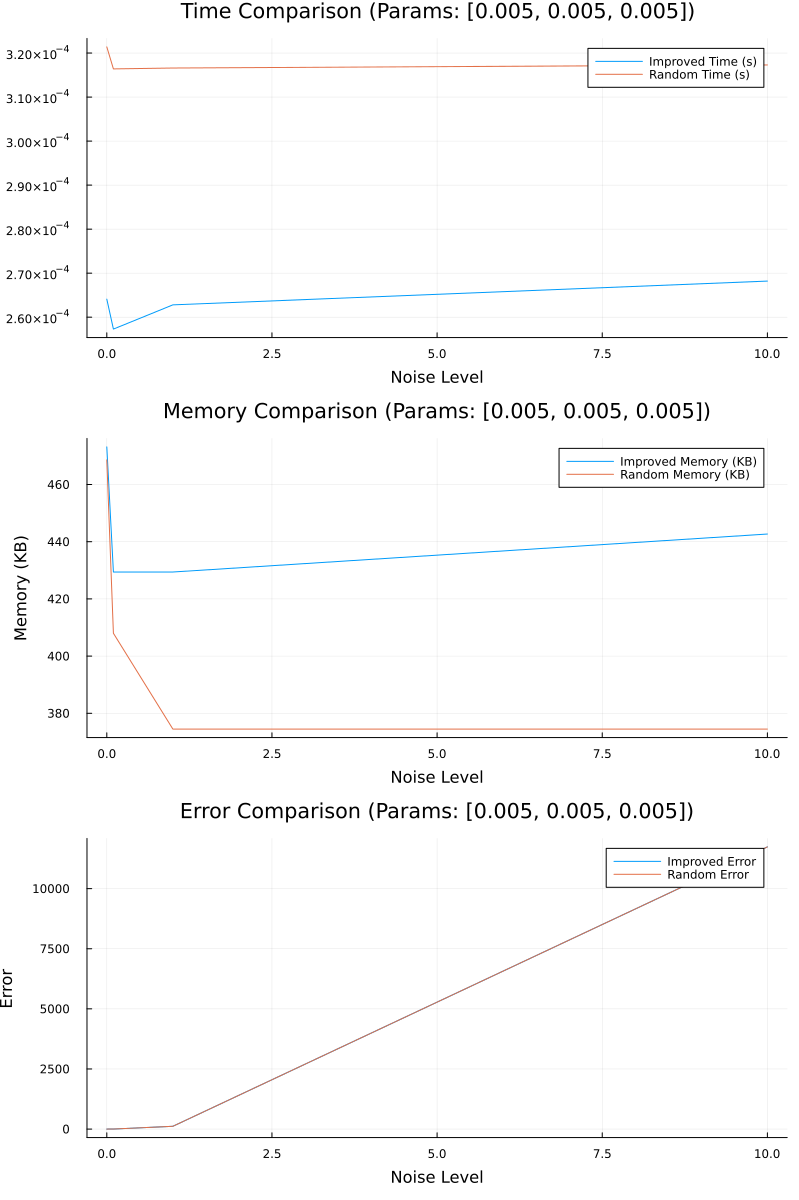 Time Comparison (Params: [0.005, 0.005, 0.005])
3.20×10⁻⁴
3.10×10⁻⁴
3.00×10⁻⁴
2.90×10⁻⁴
2.80×10⁻⁴
2.70×10⁻⁴
2.60×10⁻⁴
Improved Time (s)
Random Time (s)
0.0 2.5 5.0 7.5 10.0
Noise Level
Memory Comparison (Params: [0.005, 0.005, 0.005])
Memory (KB)
460
440
420
400
380
Improved Memory (KB)
Random Memory (KB)
0.0 2.5 5.0 7.5 10.0
Noise Level
Error Comparison (Params: [0.005, 0.005, 0.005])
Error
10000
7500
5000
2500
0
Improved Error
Random Error
0.0 2.5 5.0 7.5 10.0
Noise Level